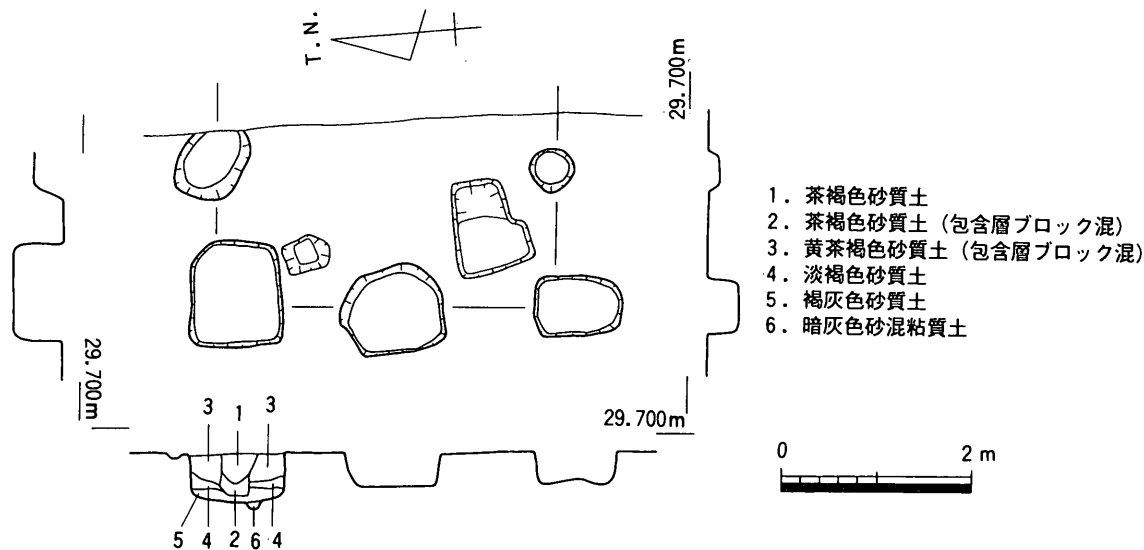 T.N.
29.700m
1. 茶褐色砂質土
2. 茶褐色砂質土(包含層ブロック混)
3. 黄茶褐色砂質土(包含層ブロック混)
4. 淡褐色砂質土
5. 褐灰色砂質土
6. 暗灰色砂混粘質土
29.700m
29.700m
3 1 3
0 2 m
5 4 2 6 4